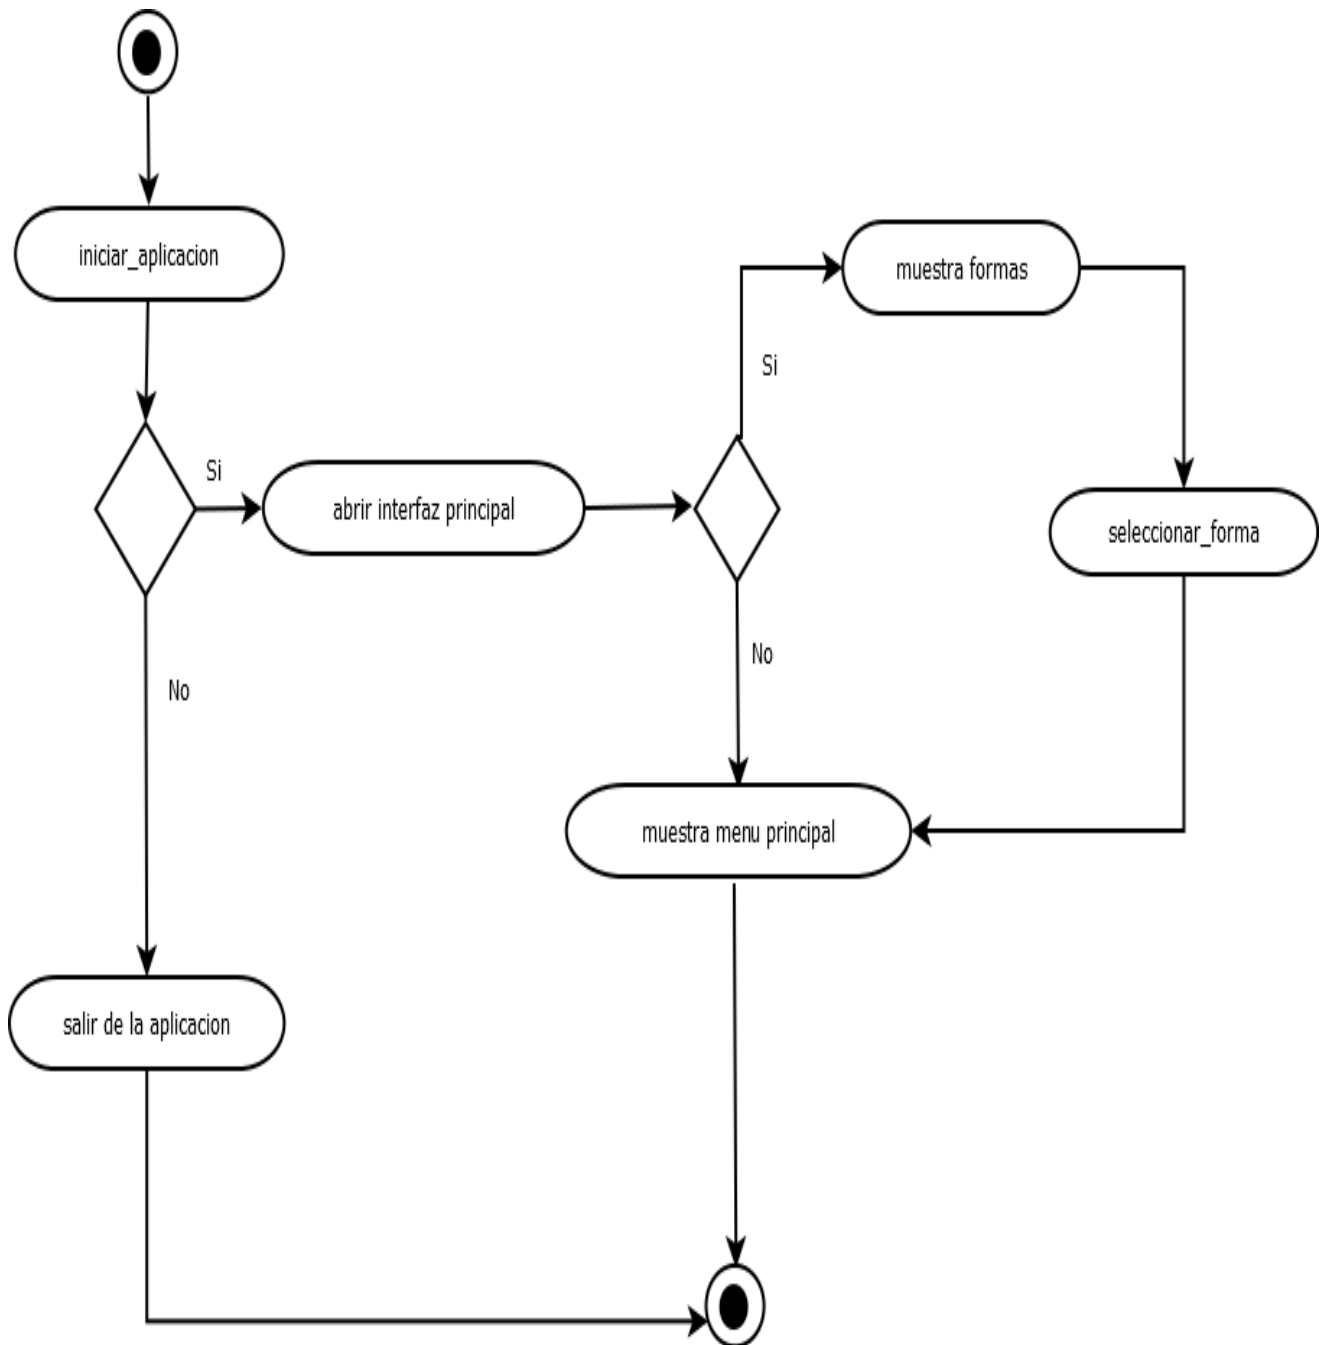 iniciar_aplicacion
muestra formas
Si
Si
abrir interfaz principal
seleccionar_forma
No
No
muestra menu principal
salir de la aplicacion